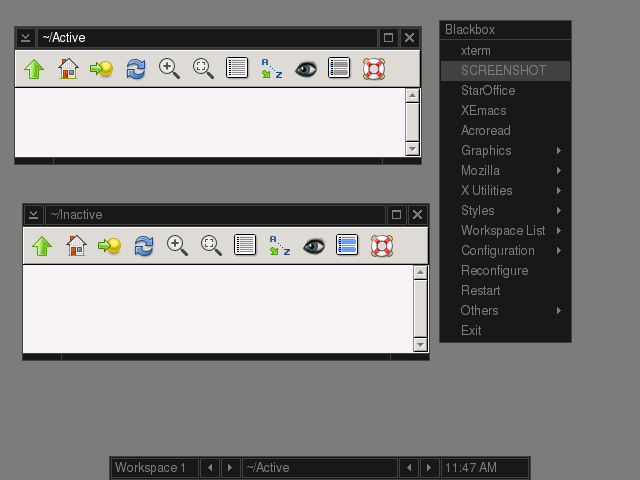 ~/Active
Blackbox
xterm
SCREENSHOT
StarOffice
XEmacs
Acroread
Graphics
Mozilla
X Utilities
Styles
Workspace List
Configuration
Reconfigure
Restart
Others
Exit
A
Z
~/Inactive
A
Z
Workspace 1
~/Active
11:47 AM